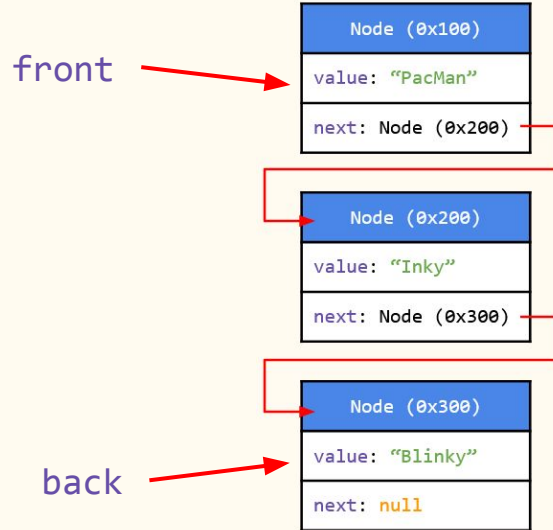 Node (0x100)
front
value: “PacMan”
next: Node (0x200)
Node (0x200)
value: “Inky”
next: Node (0x300)
Node (0x300)
value: “Blinky”
back
next: null